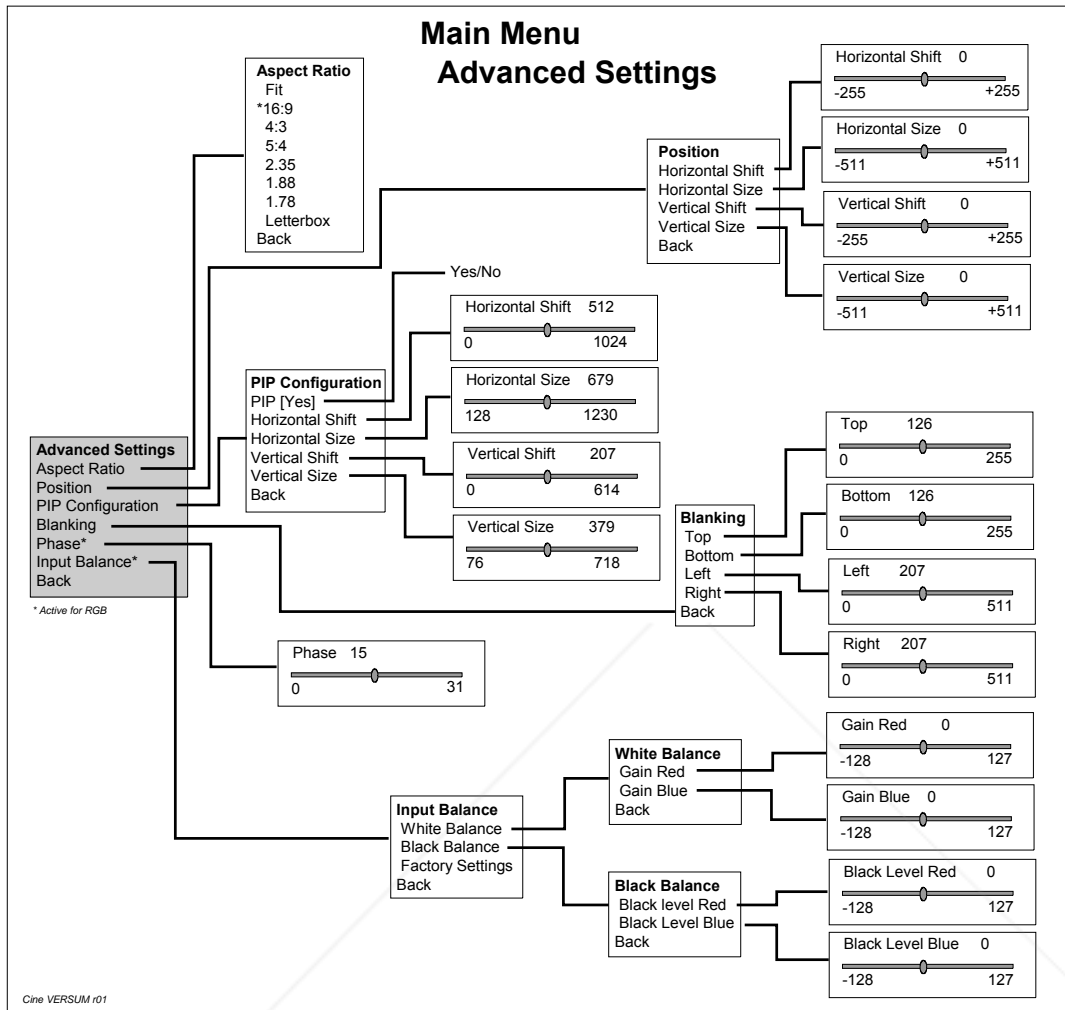 Main Menu
Advanced Settings
Aspect Ratio
Fit
*16:9
4:3
5:4
2.35
1.88
1.78
Letterbox
Back
Position
Horizontal Shift
Horizontal Size
Vertical Shift
Vertical Size
Back
Horizontal Shift 0
-255 +255
Horizontal Size 0
-511 +511
Vertical Shift 0
-255 +255
Vertical Size 0
-511 +511
Yes/No
Horizontal Shift 512
0 1024
Horizontal Size 679
128 1230
Vertical Shift 207
0 614
Vertical Size 379
76 718
PIP Configuration
PIP [Yes]
Horizontal Shift
Horizontal Size
Vertical Shift
Vertical Size
Back
Advanced Settings
Aspect Ratio
Position
PIP Configuration
Blanking
Phase*
Input Balance*
Back
* Active for RGB
Blanking
Top
Bottom
Left
Right
Back
Top 126
0 255
Bottom 126
0 255
Left 207
0 511
Right 207
0 511
Phase 15
0 31
Input Balance
White Balance
Black Balance
Factory Settings
Back
White Balance
Gain Red
Gain Blue
Back
Gain Red 0
-128 127
Gain Blue 0
-128 127
Black Balance
Black level Red
Black Level Blue
Back
Black Level Red 0
-128 127
Black Level Blue 0
-128 127
Cine VERSUM r01